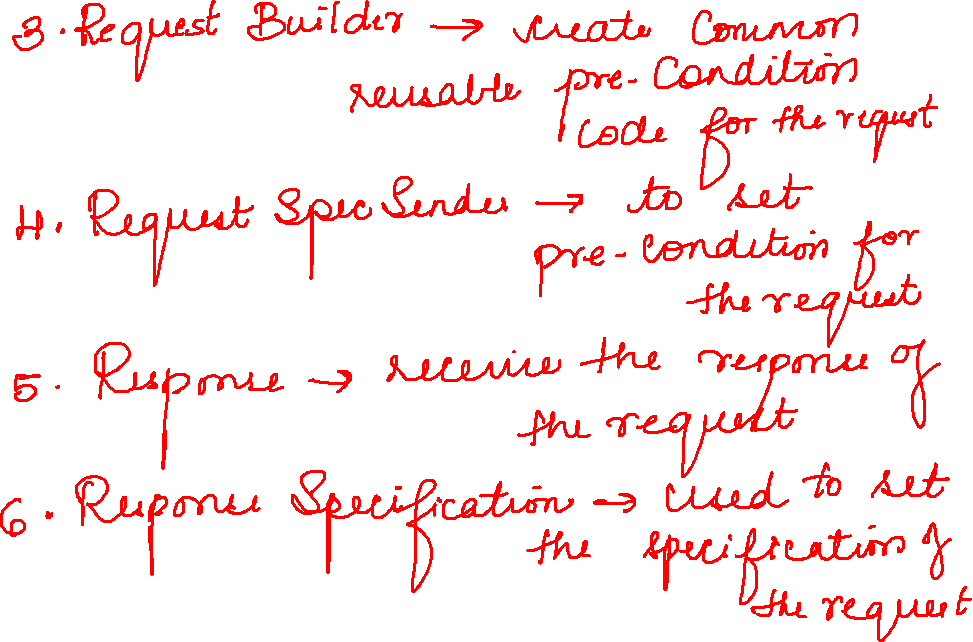 3. Request Builder → create Common
reusable pre-Condition
code for the request
4. Request Spec Sender → to set
pre-condition for
the request
5. Response → receive the response of
the request
6. Response Specification → used to set
the specification of
the request